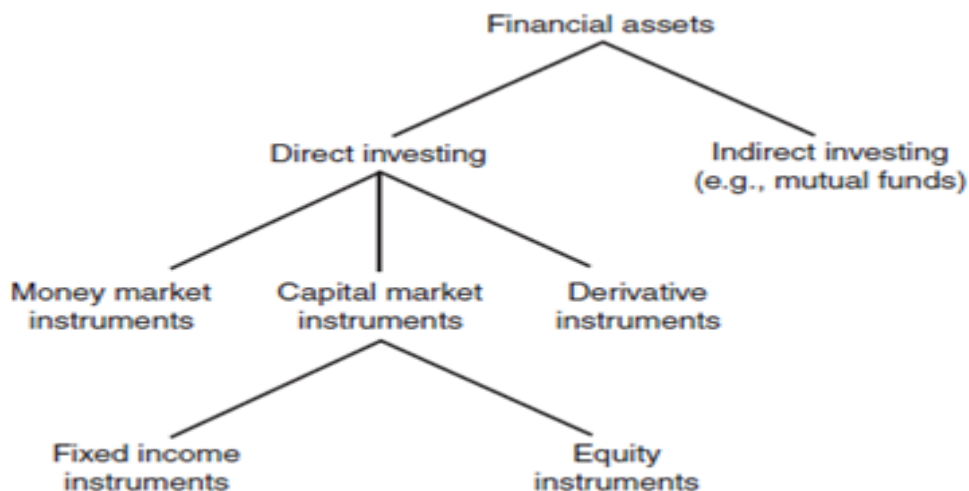 Financial assets
Direct investing
Indirect investing
(e.g., mutual funds)
Money market
instruments
Capital market
instruments
Derivative
instruments
Fixed income
instruments
Equity
instruments